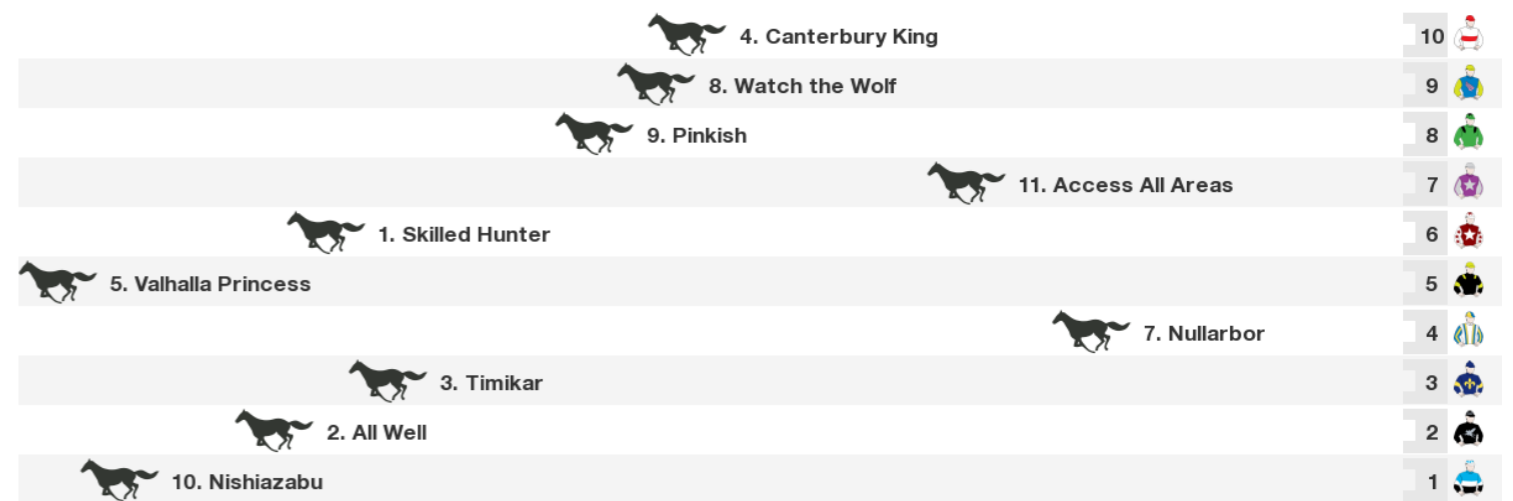 4. Canterbury King 10
8. Watch the Wolf 9
9. Pinkish 8
11. Access All Areas 7
1. Skilled Hunter 6
5. Valhalla Princess 5
7. Nullarbor 4
3. Timikar 3
2. All Well 2
10. Nishiazabu 1